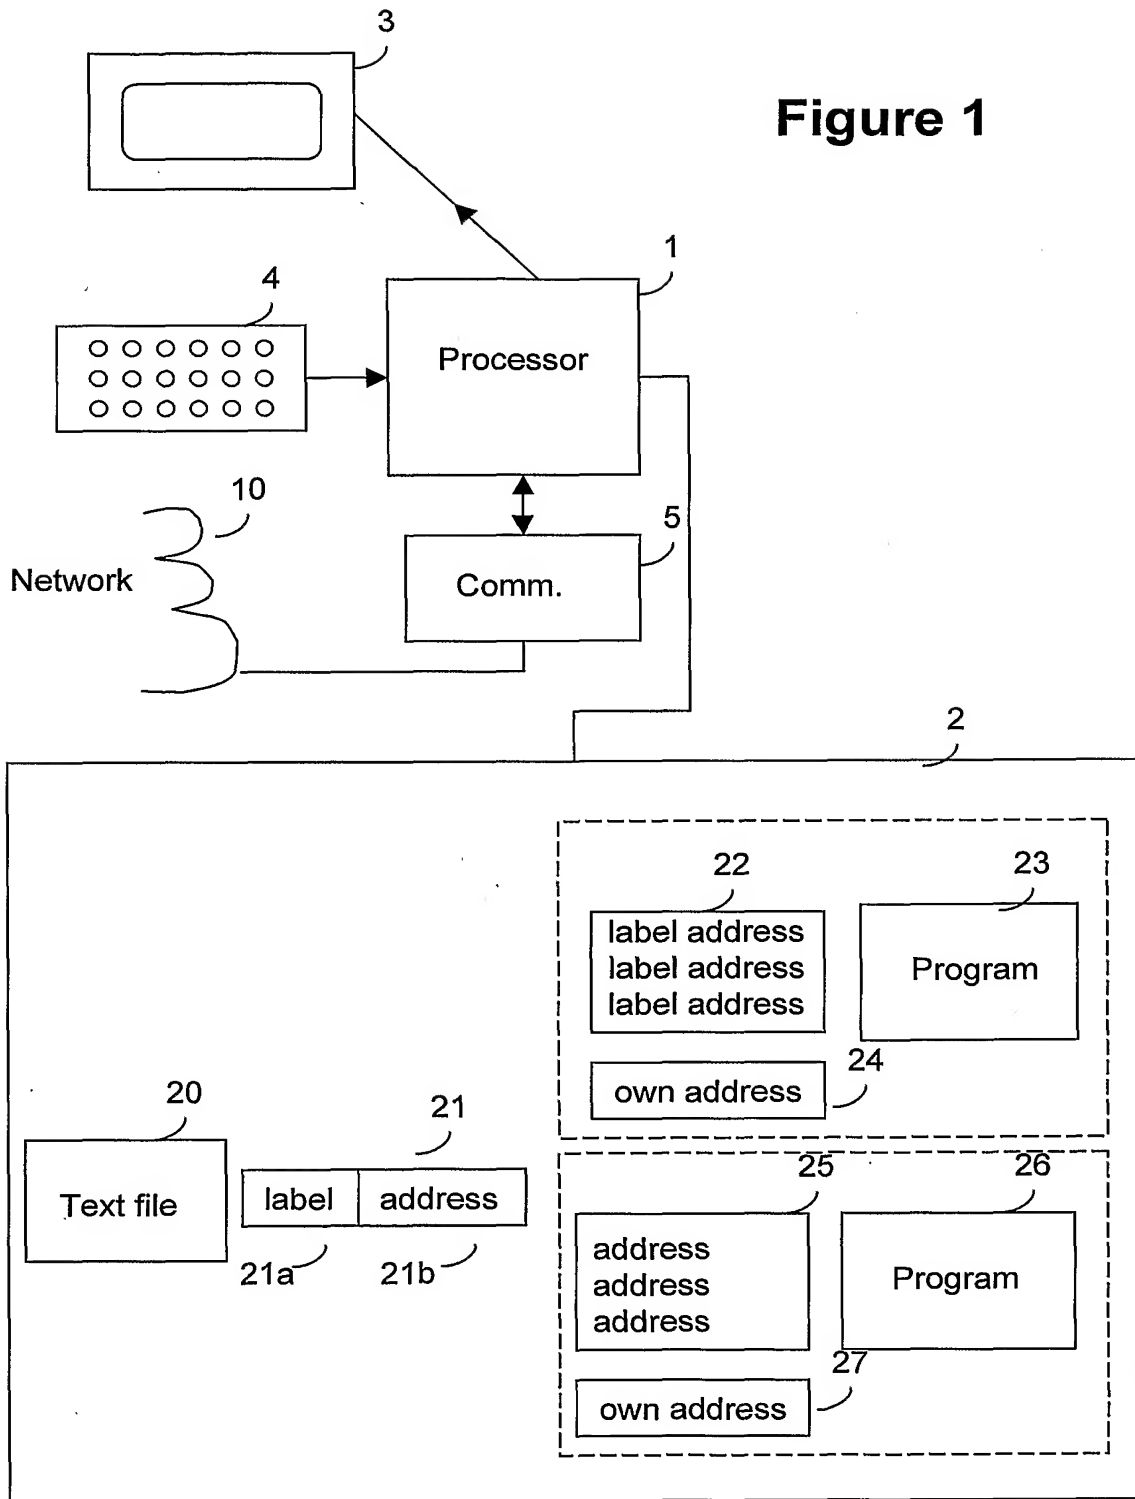 3
Figure 1
1
4
Processor
10
5
Network
Comm.
2
22
23
label address
label address
label address
Program
24
own address
20
21
25
26
Text file
label address
21a
21b
address
address
address
Program
27
own address